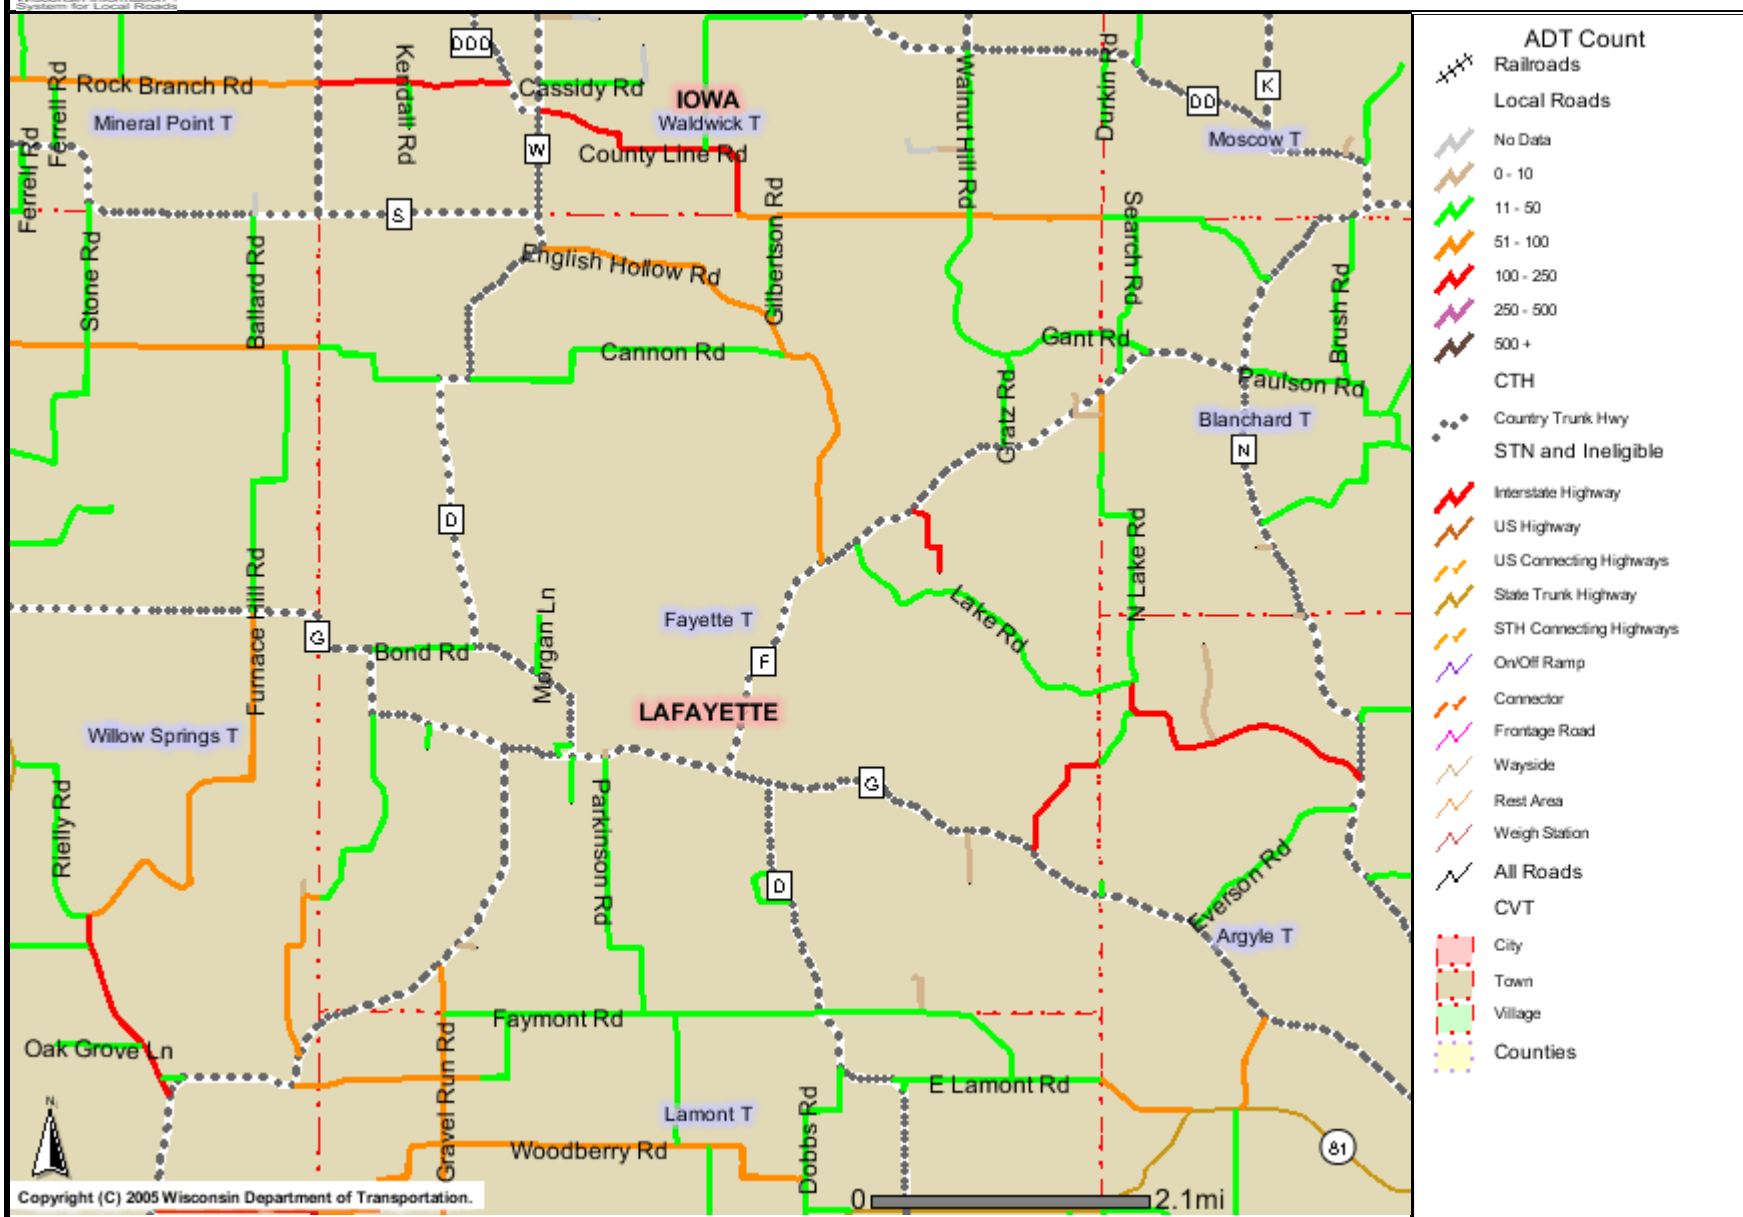 System for Local Roads
DDD
Kendall Rd
Durkin Rd
Walnut Hill Rd
Ferrell Rd
Rock Branch Rd
Cassidy Rd
IOWA
K
DD
Mineral Point T
Waldwick T
Moscow T
Ferrell Rd
W
County Line Rd
S
Stone Rd
Ballard Rd
Gilbertson Rd
Search Rd
English Hollow Rd
Brush Rd
Cannon Rd
Gant Rd
Paulson Rd
Gratz Rd
Blanchard T
N
D
N Lake Rd
Furnace Hill Rd
Morgan Ln
Lake Rd
Fayette T
G
Bond Rd
F
LAFAYETTE
Willow Springs T
Rielly Rd
Parkinson Rd
G
D
Everson Rd
Argyle T
Faymont Rd
Oak Grove Ln
Gravel Run Rd
E Lamont Rd
Lamont T
Dobbs Rd
Woodberry Rd
81
N
Copyright (C) 2005 Wisconsin Department of Transportation.
0 2.1mi
ADT Count
Railroads
Local Roads
No Data
0 - 10
11 - 50
51 - 100
100 - 250
250 - 500
500 +
CTH
Country Trunk Hwy
STN and Ineligible
Interstate Highway
US Highway
US Connecting Highways
State Trunk Highway
STH Connecting Highways
On/Off Ramp
Connector
Frontage Road
Wayside
Rest Area
Weigh Station
All Roads
CVT
City
Town
Village
Counties